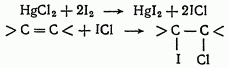 HgCl₂ + 2I₂ ⟶ HgI₂ + 2ICl
>C=C< + ICl ⟶ >C — C<
I Cl